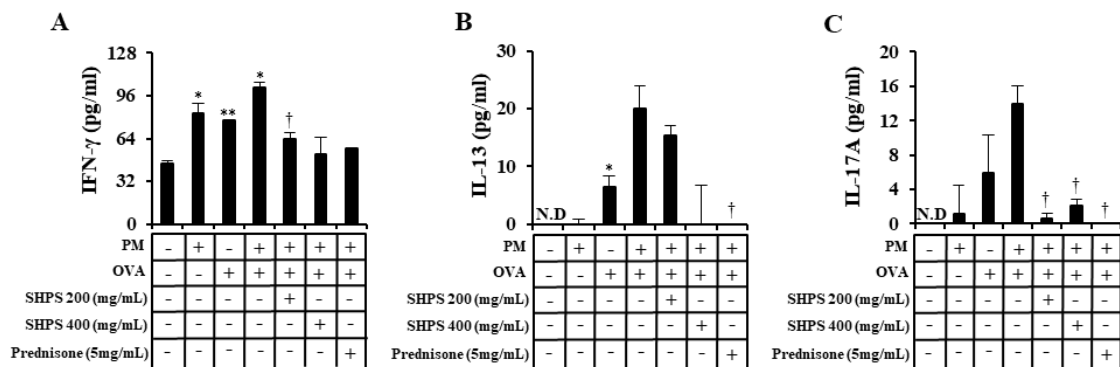 A
IFN-γ (pg/ml)
128
96
64
32
0
* ** * †
PM - + - + + + +
OVA - - + + + + +
SHPS 200 (mg/mL) - - - - + - -
SHPS 400 (mg/mL) - - - - - + -
Prednisone (5mg/mL) - - - - - - +
B
IL-13 (pg/ml)
30
20
10
0
N.D * †
PM - + - + + + +
OVA - - + + + + +
SHPS 200 (mg/mL) - - - - + - -
SHPS 400 (mg/mL) - - - - - + -
Prednisone (5mg/mL) - - - - - - +
C
IL-17A (pg/ml)
20
16
12
8
4
0
N.D † † †
PM - + - + + + +
OVA - - + + + + +
SHPS 200 (mg/mL) - - - - + - -
SHPS 400 (mg/mL) - - - - - + -
Prednisone (5mg/mL) - - - - - - +